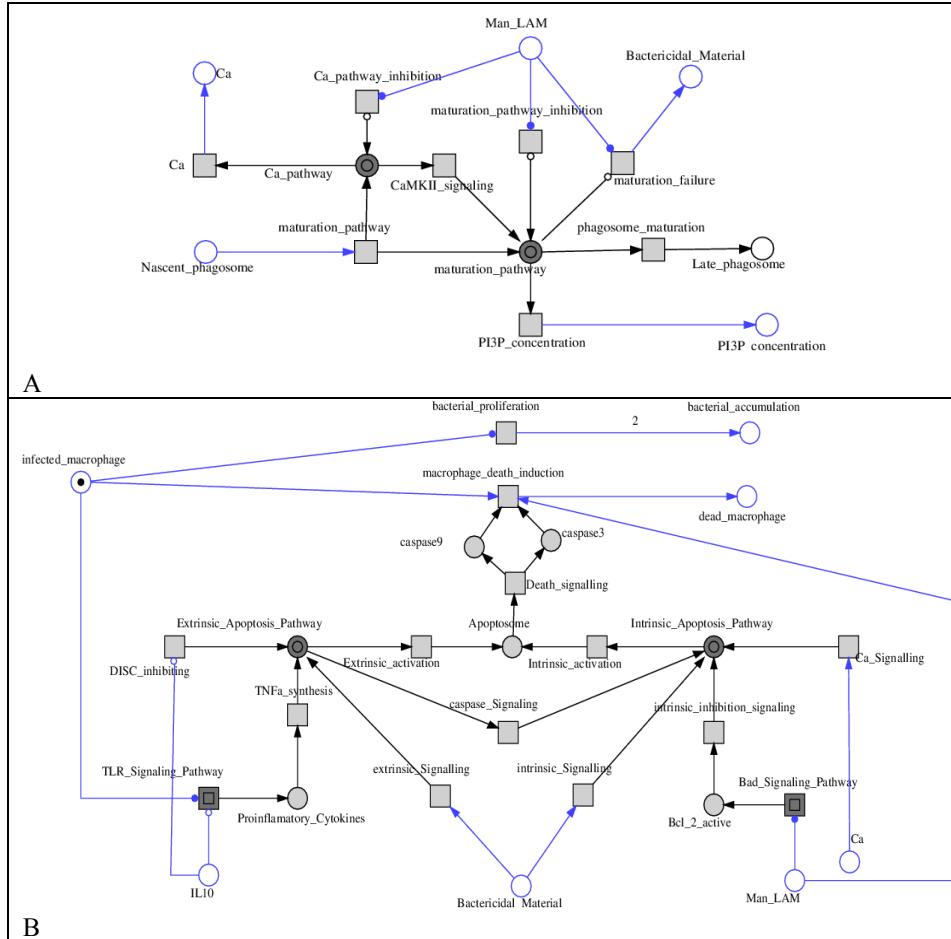 Man_LAM
Bactericidal_Material
Ca
Ca_pathway_inhibition
maturation_pathway_inhibition
Ca
Ca_pathway
CaMKII_signaling
maturation_failure
maturation_pathway
phagosome_maturation
Nascent_phagosome
maturation_pathway
Late_phagosome
PI3P_concentration
PI3P concentration
A
bacterial_proliferation
bacterial_accumulation
2
infected_macrophage
macrophage_death_induction
dead_macrophage
caspase9
caspase3
Death_signalling
Extrinsic_Apoptosis_Pathway
Apoptosome
Intrinsic_Apoptosis_Pathway
DISC_inhibiting
Extrinsic_activation
Intrinsic_activation
Ca_Signalling
TNFa_synthesis
caspase_Signaling
intrinsic_inhibition_signaling
TLR_Signaling_Pathway
extrinsic_Signalling
intrinsic_Signalling
Bad_Signaling_Pathway
Proinflamatory_Cytokines
Bcl_2_active
Ca
IL10
Bactericidal_Material
Man_LAM
B